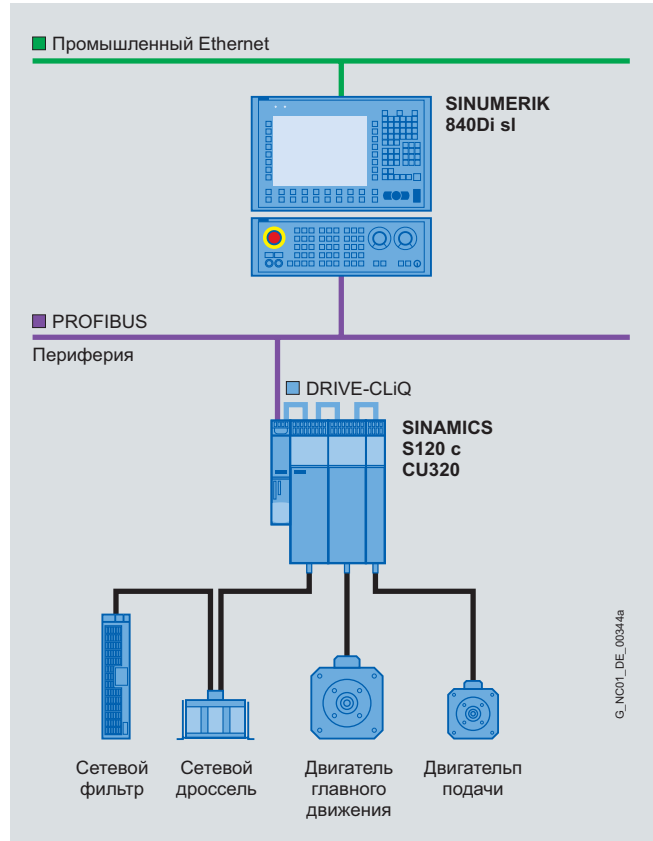 Промышленный Ethernet
SINUMERIK
840Di sl
PROFIBUS
Периферия
DRIVE-CLiQ
SINAMICS
S120 с
CU320
G_NC01_DE_00344a
Сетевой
фильтр
Сетевой
дроссель
Двигатель
главного
движения
Двигательп
подачи